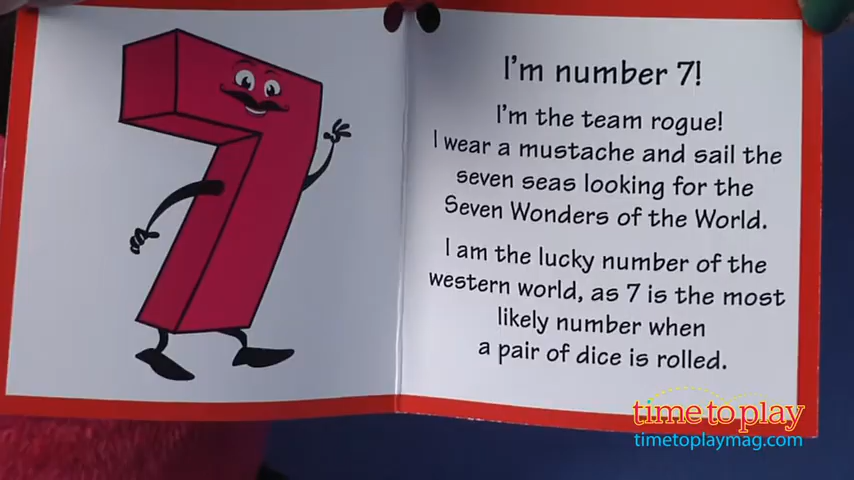 I'm number 7!
I'm the team rogue!
I wear a mustache and sail the
seven seas looking for the
Seven Wonders of the World.
I am the lucky number of the
western world, as 7 is the most
likely number when
a pair of dice is rolled.
time to play
timetoplaymag.com